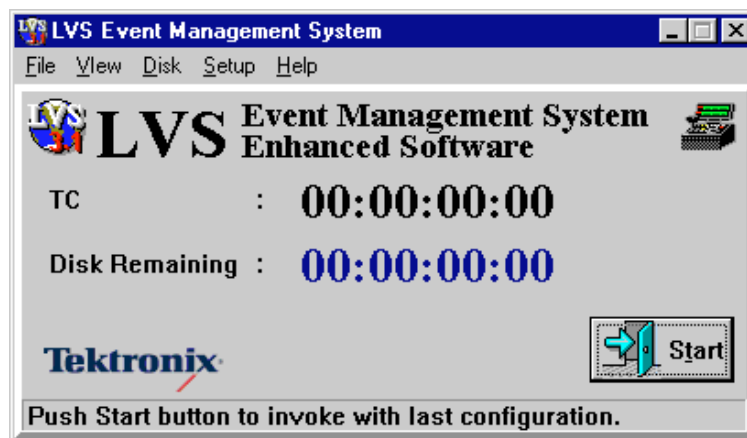 LVS Event Management System
File VIew Disk Setup Help
LVS 3.1 LVS Event Management System
Enhanced Software
TC : 00:00:00:00
Disk Remaining : 00:00:00:00
Tektronix
Start
Push Start button to invoke with last configuration.